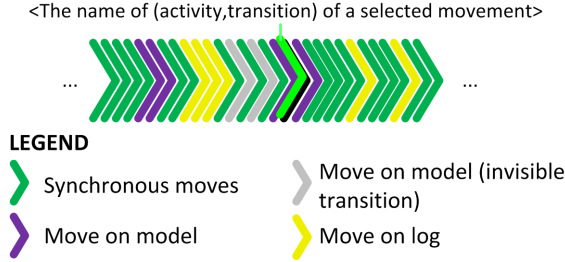 <The name of (activity,transition) of a selected movement>
... ...
LEGEND
Synchronous moves
Move on model (invisible
transition)
Move on model
Move on log